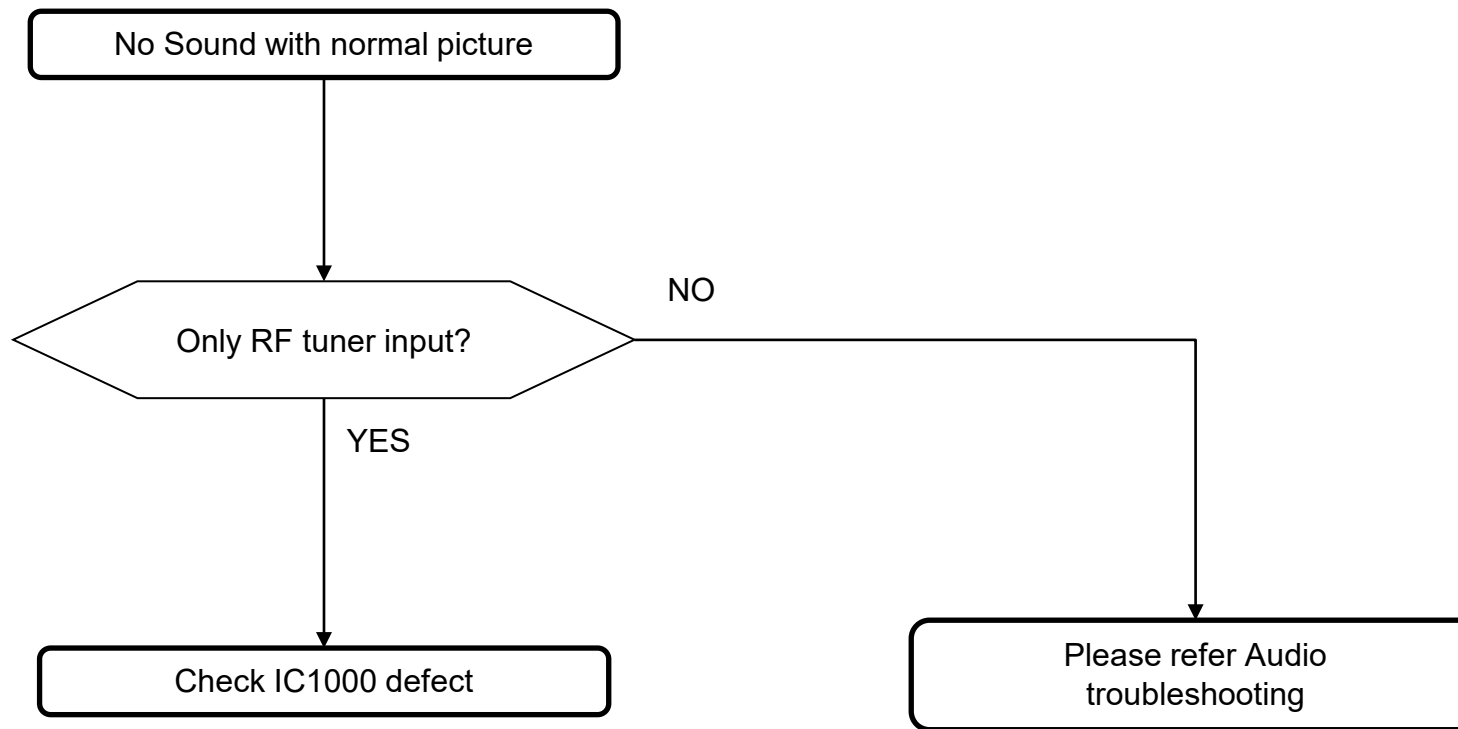 No Sound with normal picture
NO
Only RF tuner input?
YES
Check IC1000 defect
Please refer Audio
troubleshooting